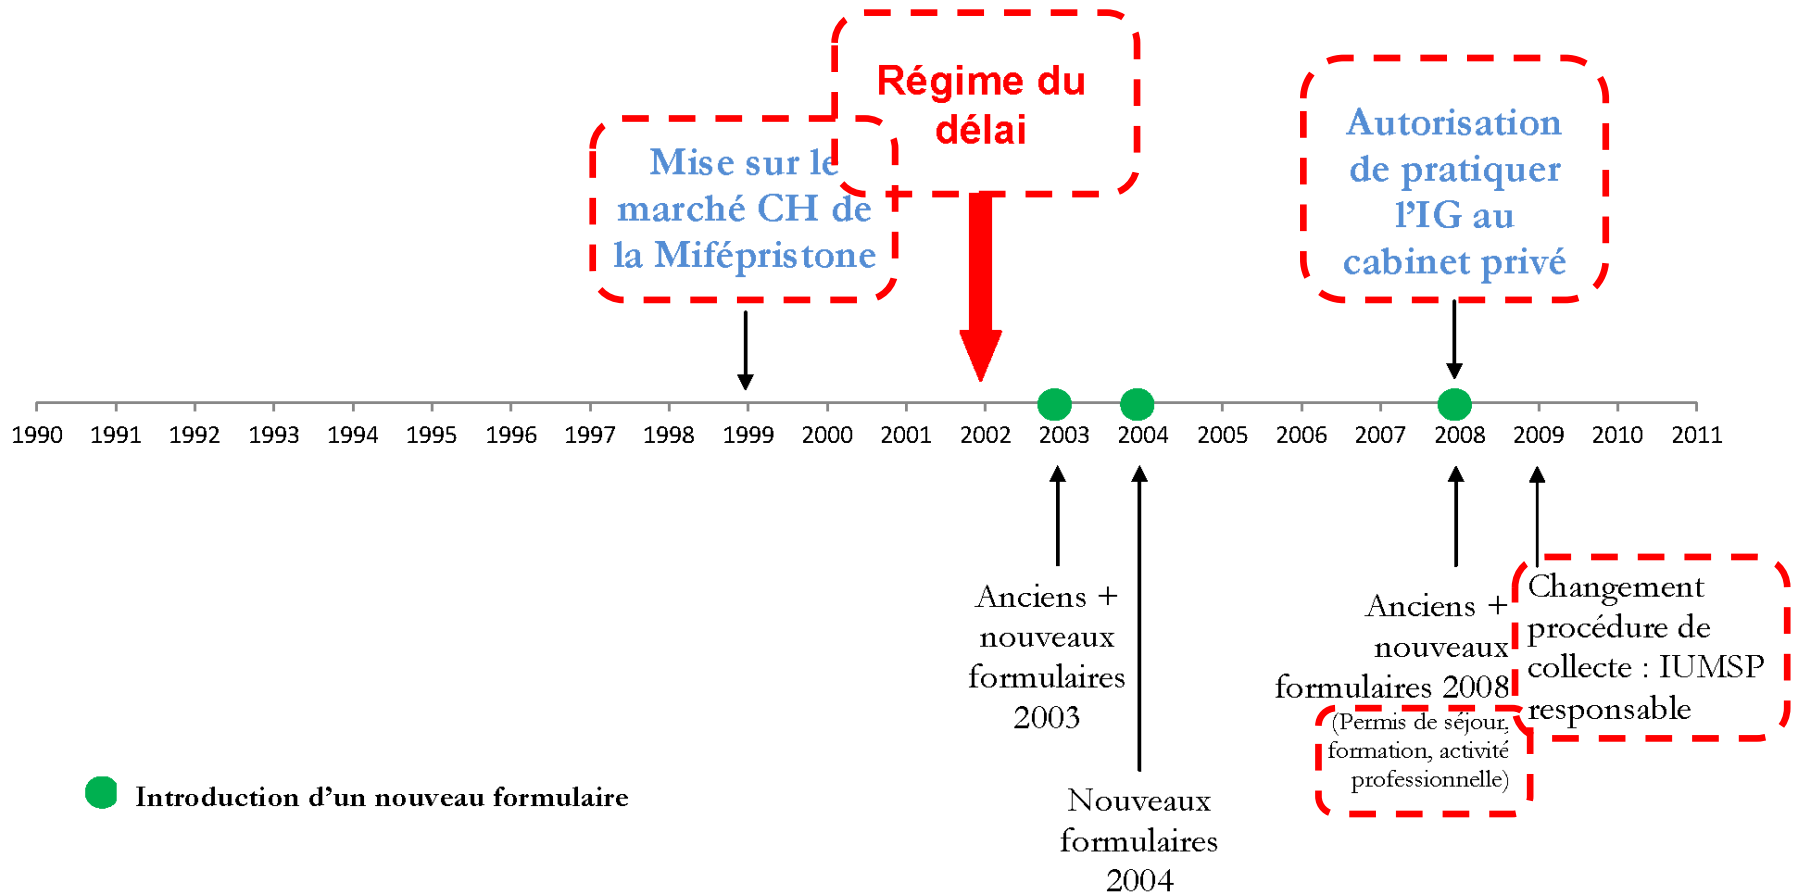 Régime du
délai
Mise sur le
marché CH de
la Mifépristone
Autorisation
de pratiquer
l'IG au
cabinet privé
1990 1991 1992 1993 1994 1995 1996 1997 1998 1999 2000 2001 2002 2003 2004 2005 2006 2007 2008 2009 2010 2011
Anciens +
nouveaux
formulaires
2003
Nouveaux
formulaires
2004
Anciens +
nouveaux
formulaires 2008
(Permis de séjour,
formation, activité
professionnelle)
Changement
procédure de
collecte : IUMSP
responsable
Introduction d'un nouveau formulaire